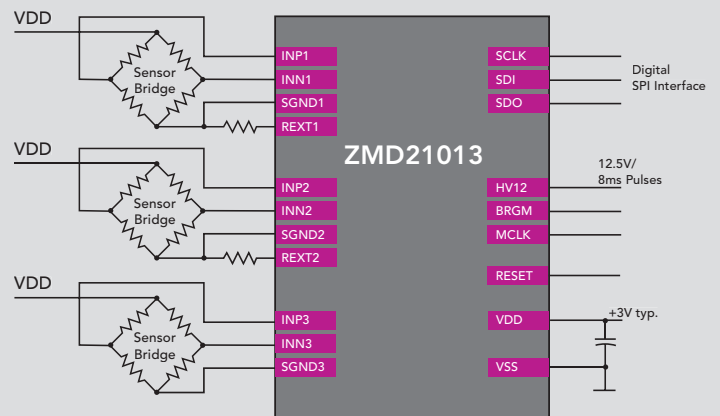 VDD
INP1
INN1
SGND1
REXT1
Sensor
Bridge
VDD
INP2
INN2
SGND2
REXT2
Sensor
Bridge
VDD
INP3
INN3
SGND3
Sensor
Bridge
ZMD21013
SCLK
SDI
SDO
Digital
SPI Interface
HV12
BRGM
MCLK
12.5V/
8ms Pulses
RESET
VDD
+3V typ.
VSS